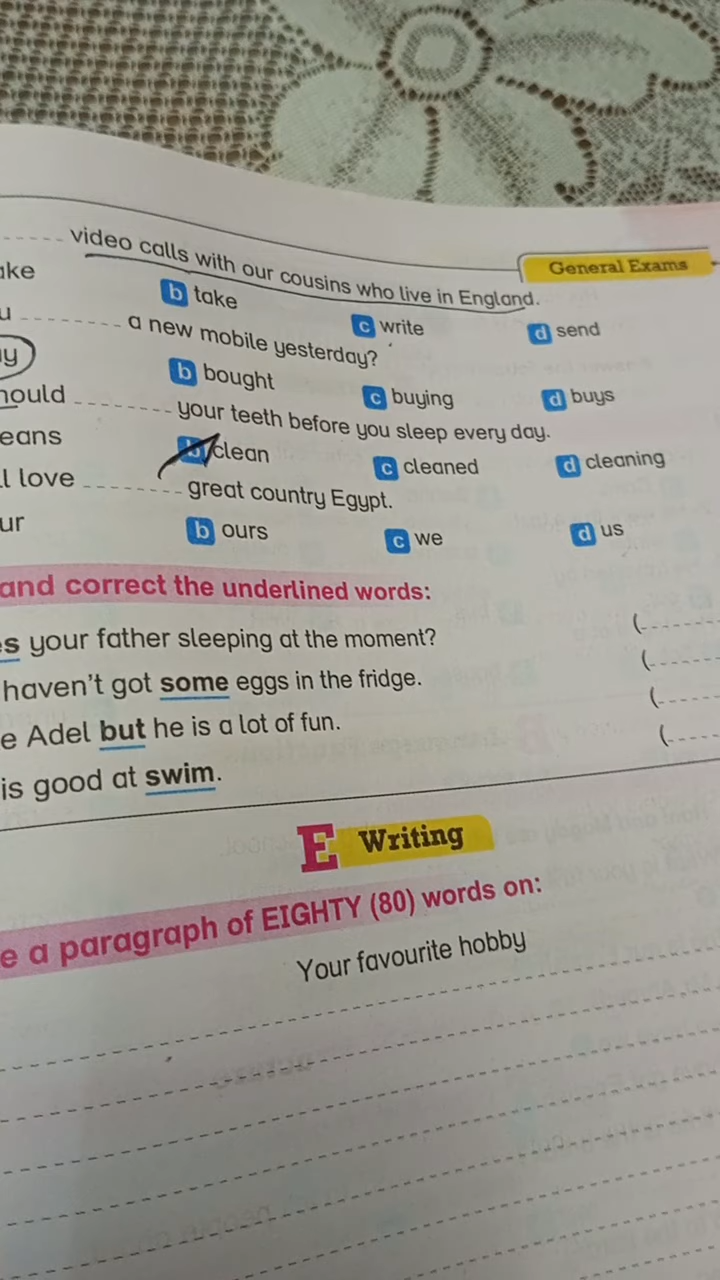 General Exams
video calls with our cousins who live in England.
b take c write d send
a new mobile yesterday?
b bought c buying d buys
your teeth before you sleep every day.
b clean c cleaned d cleaning
love great country Egypt.
b ours c we d us
and correct the underlined words:
your father sleeping at the moment?
haven't got some eggs in the fridge.
Adel but he is a lot of fun.
is good at swim.
E Writing
a paragraph of EIGHTY (80) words on:
Your favourite hobby